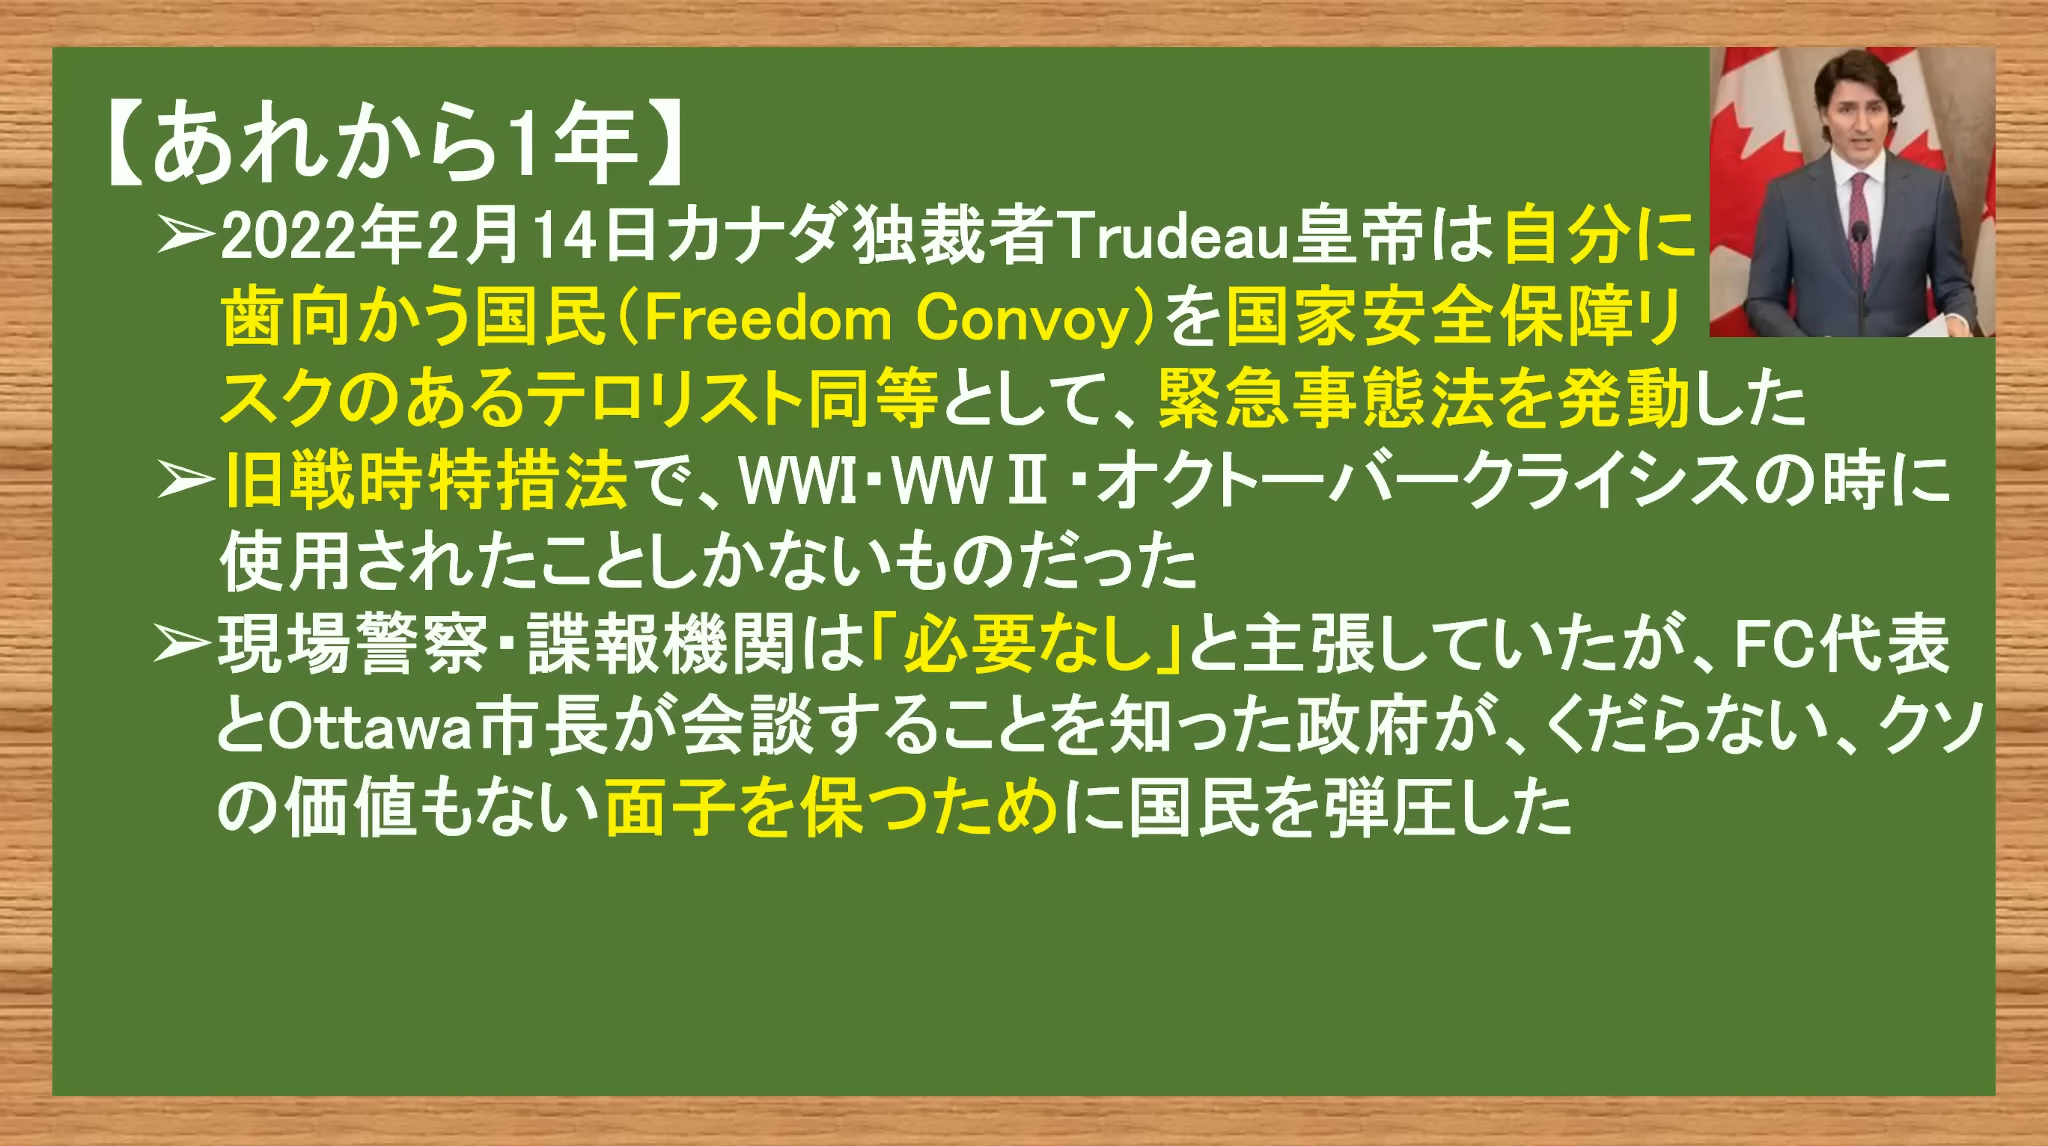 【あれから1年】
➢2022年2月14日カナダ独裁者Trudeau皇帝は自分に
歯向かう国民（Freedom Convoy）を国家安全保障リ
スクのあるテロリスト同等として、緊急事態法を発動した
➢旧戦時特措法で、WWI・WWⅡ・オクトーバークライシスの時に
使用されたことしかないものだった
➢現場警察・諜報機関は「必要なし」と主張していたが、FC代表
とOttawa市長が会談することを知った政府が、くだらない、クソ
の価値もない面子を保つために国民を弾圧した